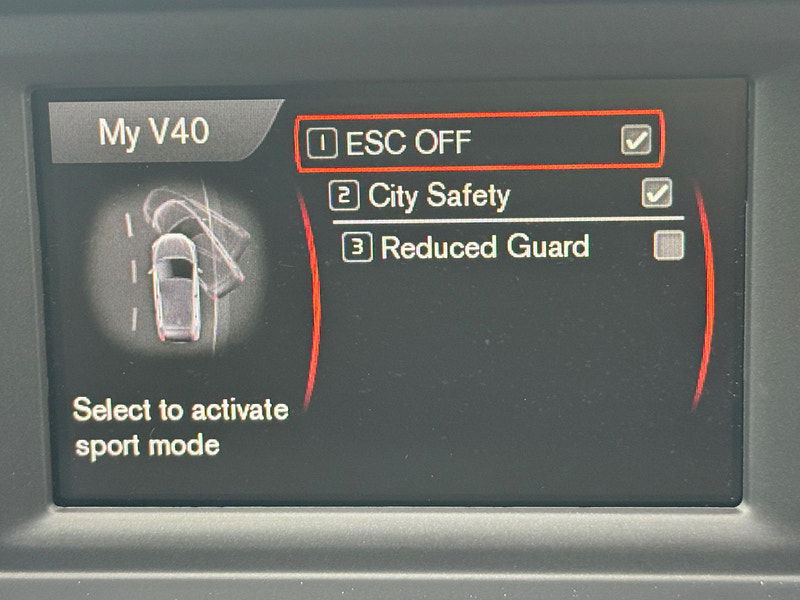 My V40
1 ESC OFF
2 City Safety
3 Reduced Guard
Select to activate
sport mode